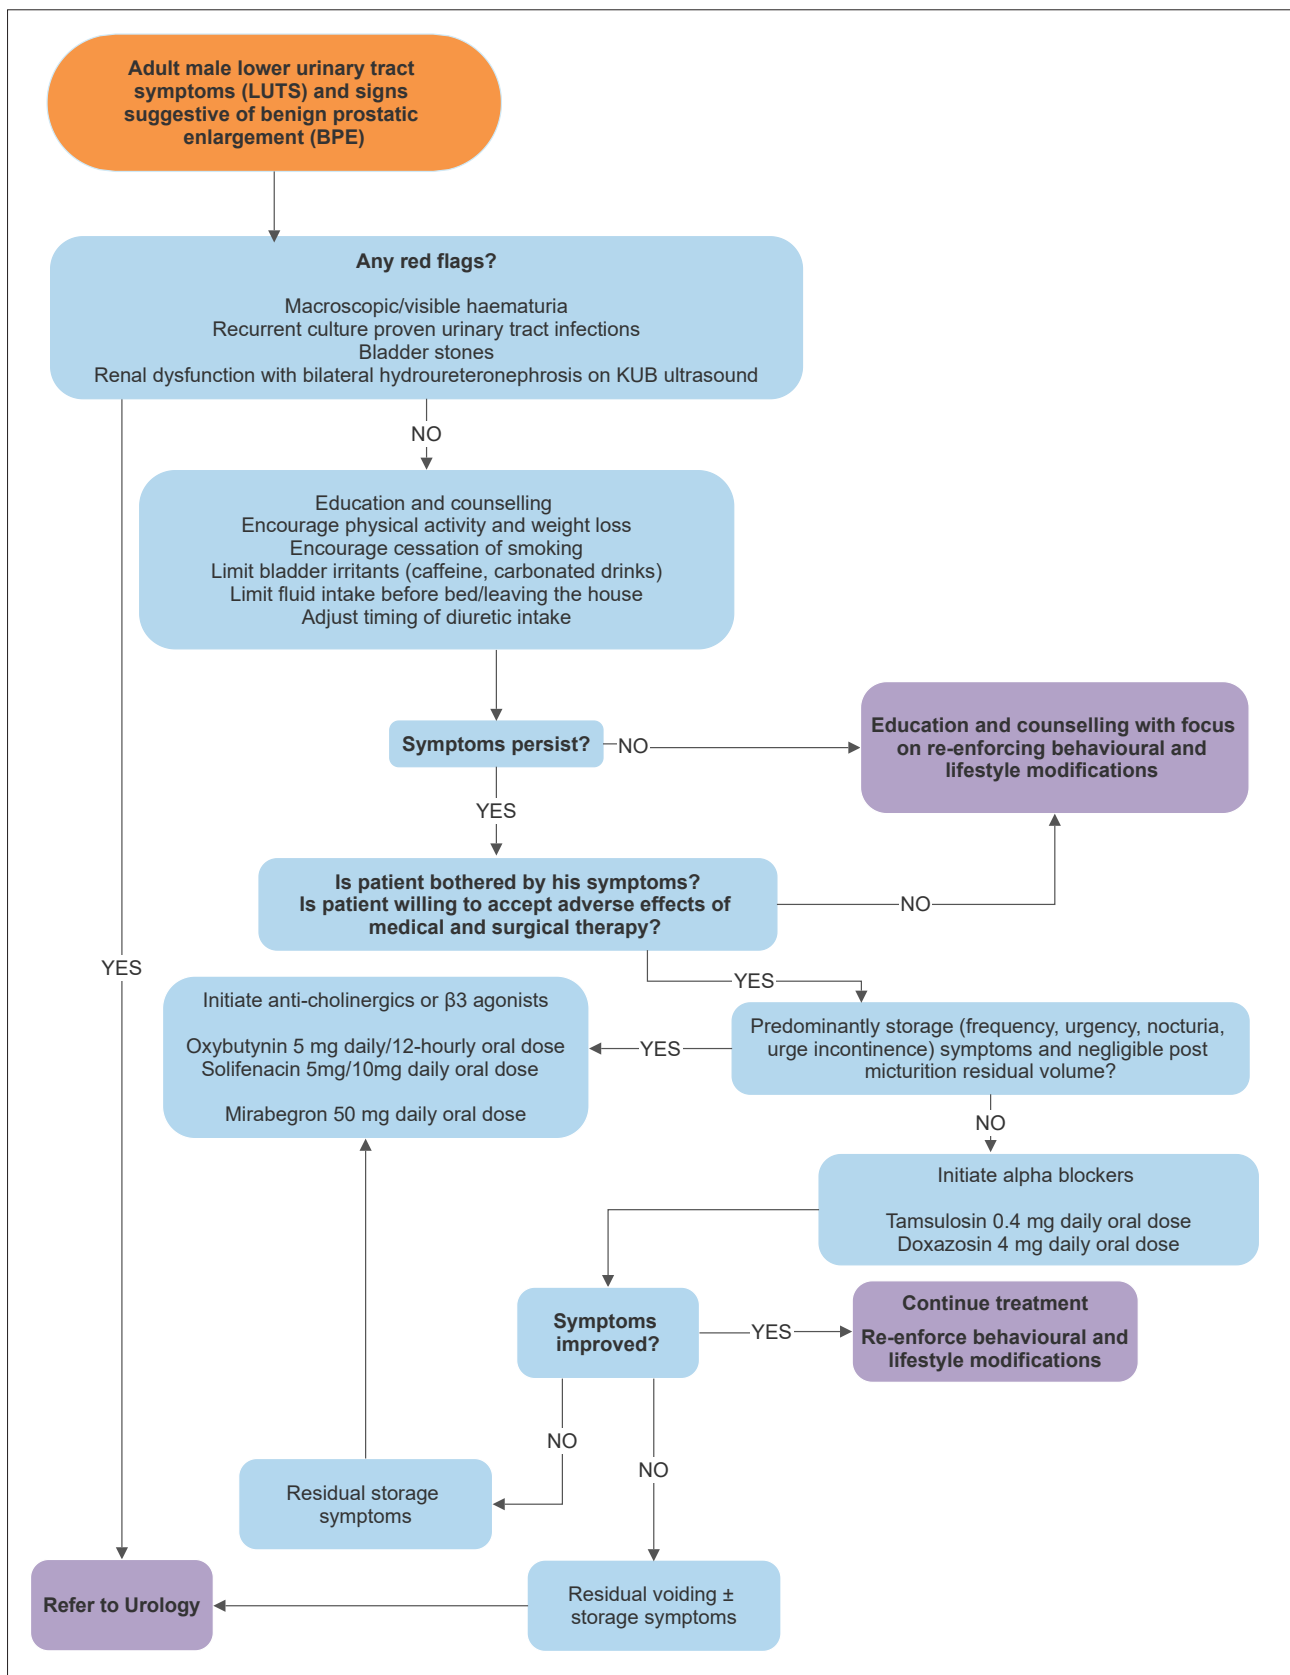 Adult male lower urinary tract
symptoms (LUTS) and signs
suggestive of benign prostatic
enlargement (BPE)
Any red flags?
Macroscopic/visible haematuria
Recurrent culture proven urinary tract infections
Bladder stones
Renal dysfunction with bilateral hydroureteronephrosis on KUB ultrasound
NO
Education and counselling
Encourage physical activity and weight loss
Encourage cessation of smoking
Limit bladder irritants (caffeine, carbonated drinks)
Limit fluid intake before bed/leaving the house
Adjust timing of diuretic intake
Symptoms persist?
NO
Education and counselling with focus
on re-enforcing behavioural and
lifestyle modifications
YES
Is patient bothered by his symptoms?
Is patient willing to accept adverse effects of
medical and surgical therapy?
NO
YES
YES
Initiate anti-cholinergics or β3 agonists
Oxybutynin 5 mg daily/12-hourly oral dose
Solifenacin 5mg/10mg daily oral dose
Mirabegron 50 mg daily oral dose
YES
Predominantly storage (frequency, urgency, nocturia,
urge incontinence) symptoms and negligible post
micturition residual volume?
NO
Initiate alpha blockers
Tamsulosin 0.4 mg daily oral dose
Doxazosin 4 mg daily oral dose
Symptoms
improved?
YES
Continue treatment
Re-enforce behavioural and
lifestyle modifications
NO
NO
Residual storage
symptoms
Refer to Urology
Residual voiding ±
storage symptoms